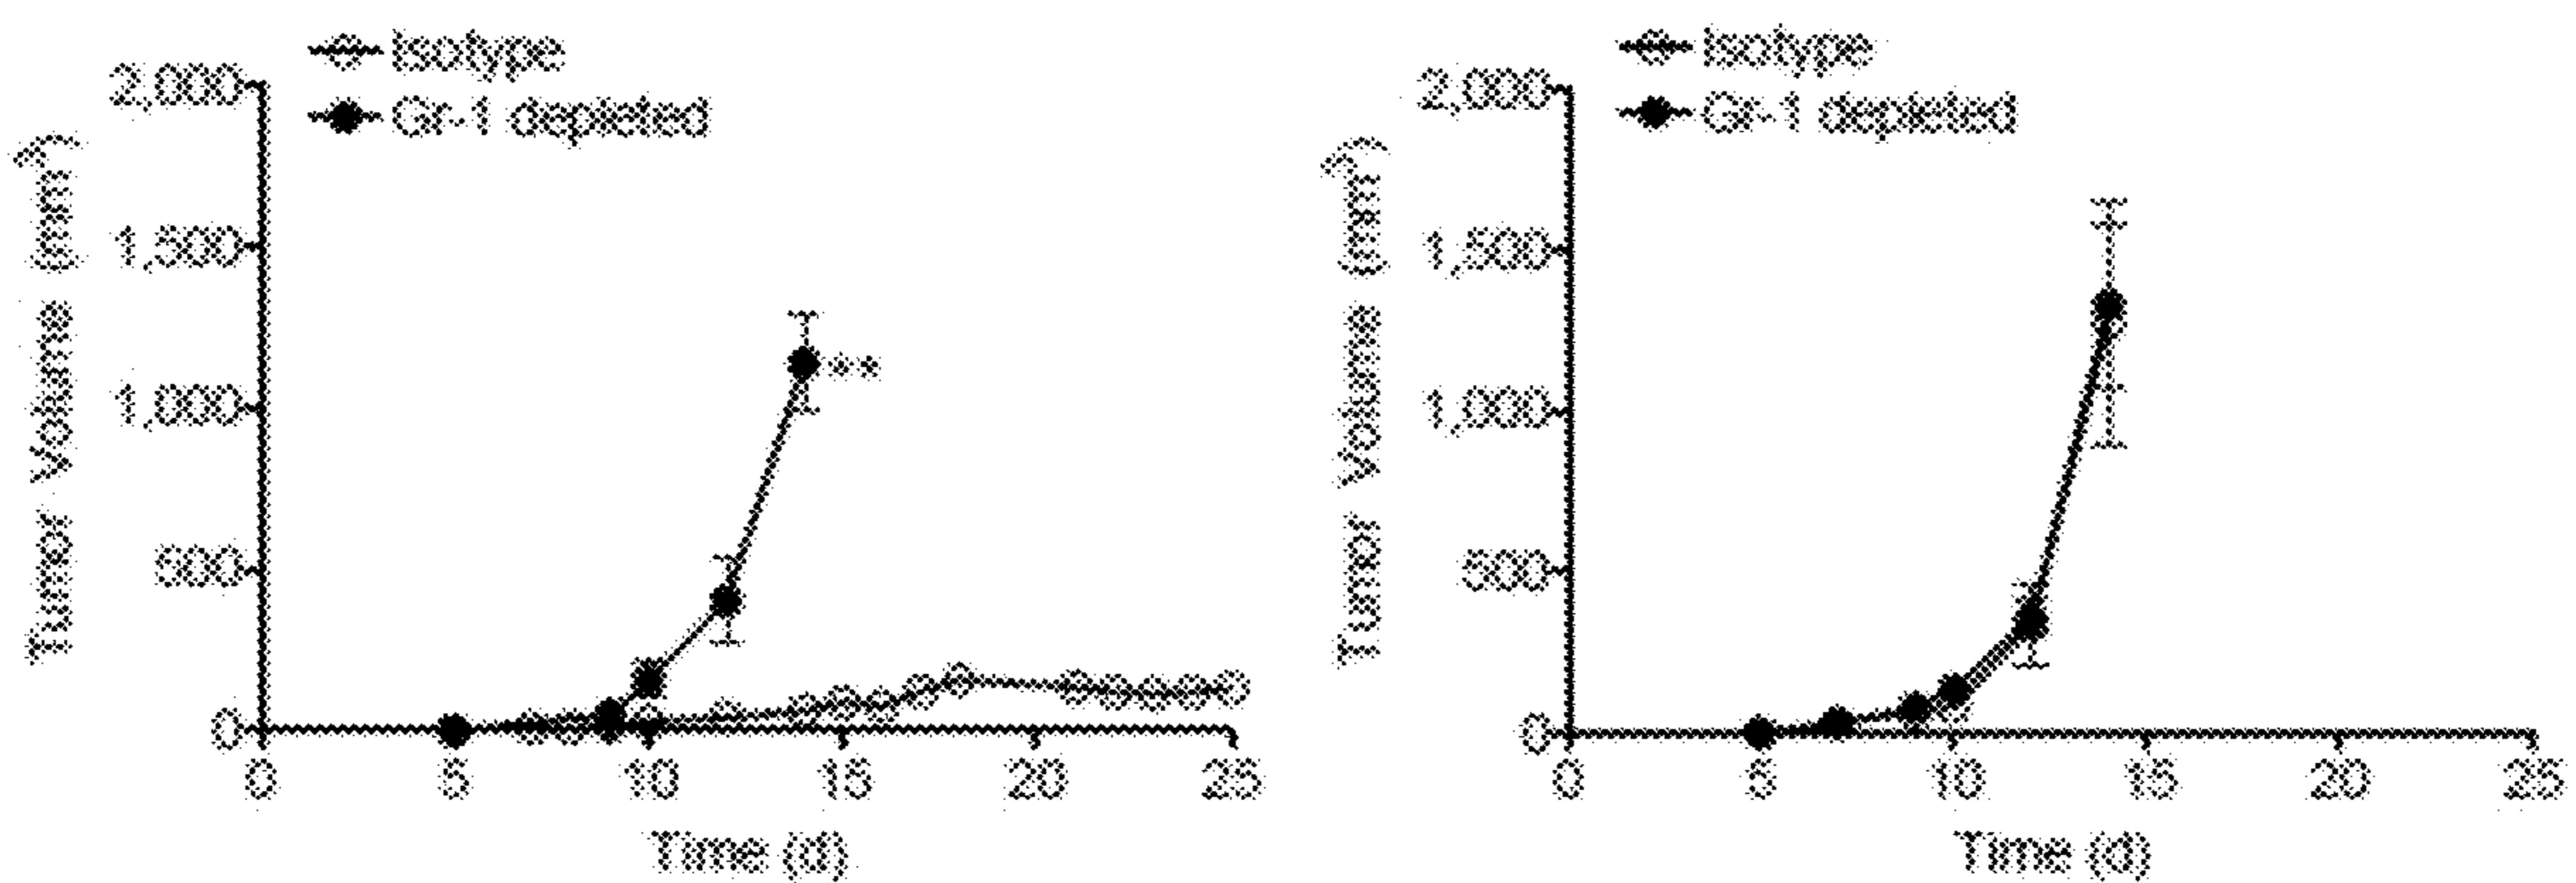 Isotype
Gr-1 depleted
Tumor volume (mm³)
2,000
1,500
1,000
500
0
**
0 5 10 15 20 25
Time (d)
Isotype
Gr-1 depleted
Tumor volume (mm³)
2,000
1,500
1,000
500
0
0 5 10 15 20 25
Time (d)